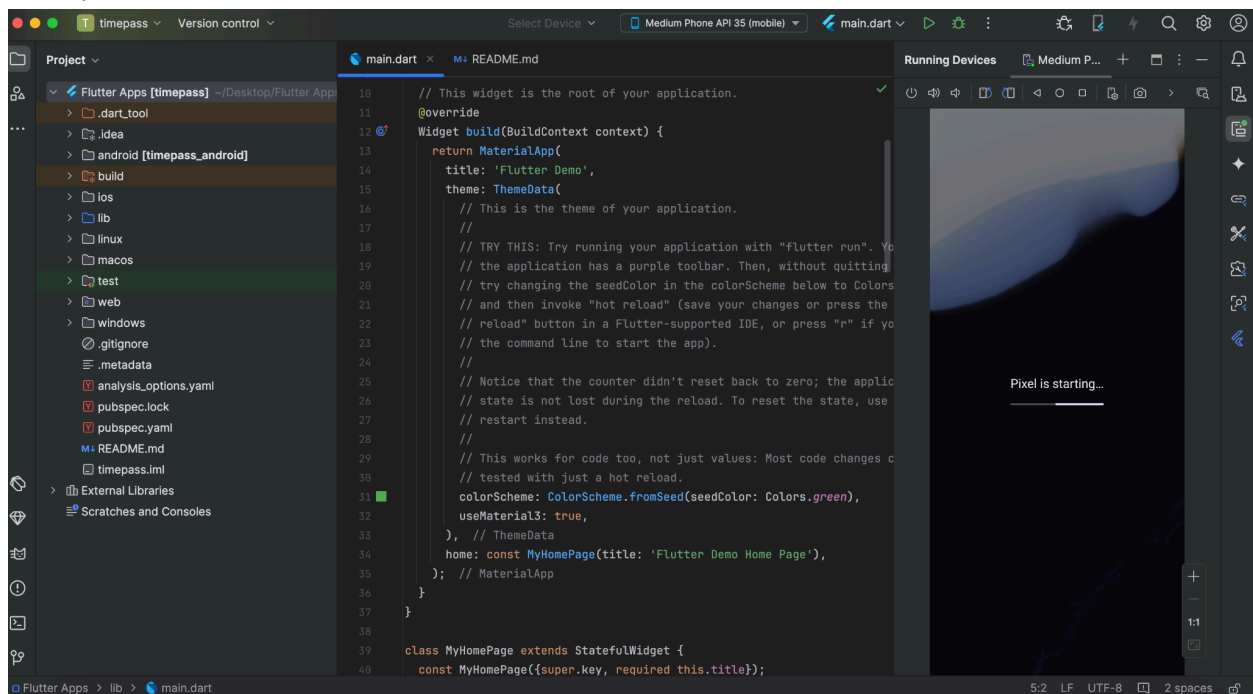 T timepass Version control Select Device Medium Phone API 35 (mobile) main.dart
Project
Flutter Apps [timepass] ~/Desktop/Flutter Apps
.dart_tool
.idea
android [timepass_android]
build
ios
lib
linux
macos
test
web
windows
.gitignore
.metadata
Y analysis_options.yaml
Y pubspec.lock
Y pubspec.yaml
M↓ README.md
timepass.iml
External Libraries
Scratches and Consoles
main.dart M↓ README.md
10 // This widget is the root of your application.
11 @override
12 Widget build(BuildContext context) {
13 return MaterialApp(
14 title: 'Flutter Demo',
15 theme: ThemeData(
16 // This is the theme of your application.
17 //
18 // TRY THIS: Try running your application with "flutter run". Yo
19 // the application has a purple toolbar. Then, without quitting
20 // try changing the seedColor in the colorScheme below to Colors
21 // and then invoke "hot reload" (save your changes or press the
22 // reload" button in a Flutter-supported IDE, or press "r" if yo
23 // the command line to start the app).
24 //
25 // Notice that the counter didn't reset back to zero; the applic
26 // state is not lost during the reload. To reset the state, use
27 // restart instead.
28 //
29 // This works for code too, not just values: Most code changes c
30 // tested with just a hot reload.
31 colorScheme: ColorScheme.fromSeed(seedColor: Colors.green),
32 useMaterial3: true,
33 ), // ThemeData
34 home: const MyHomePage(title: 'Flutter Demo Home Page'),
35 ); // MaterialApp
36 }
37 }
38
39 class MyHomePage extends StatefulWidget {
40 const MyHomePage({super.key, required this.title});
Running Devices Medium P...
Pixel is starting...
1:1
Flutter Apps > lib > main.dart 5:2 LF UTF-8 2 spaces